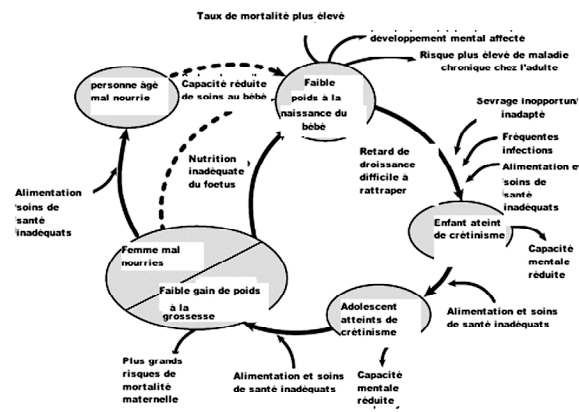 Taux de mortalité plus élevé
développement mental affecté
Risque plus élevé de maladie
chronique chez l'adulte
personne âgé
mal nourrie
Capacité réduite
de soins au bébé
Faible
poids à la
naissance du
bébé
Sevrage inopportun/
inadapté
Fréquentes
infections
Alimentation et
soins de
santé
inadéquats
Nutrition
inadéquate
du foetus
Retard de
droissance
difficile à
rattraper
Alimentation
soins de
santé
inadéquats
Enfant ateint
de crétinisme
Capacité
mentale
réduite
Femme mal
nourries
Faible gain de poids
à la
grossesse
Adolescent
atteints de
crétinisme
Alimentation et soins
de santé inadéquats
Plus grands
risques de
mortalité
maternelle
Alimentation et soins
de santé inadéquats
Capacité
mentale
réduite